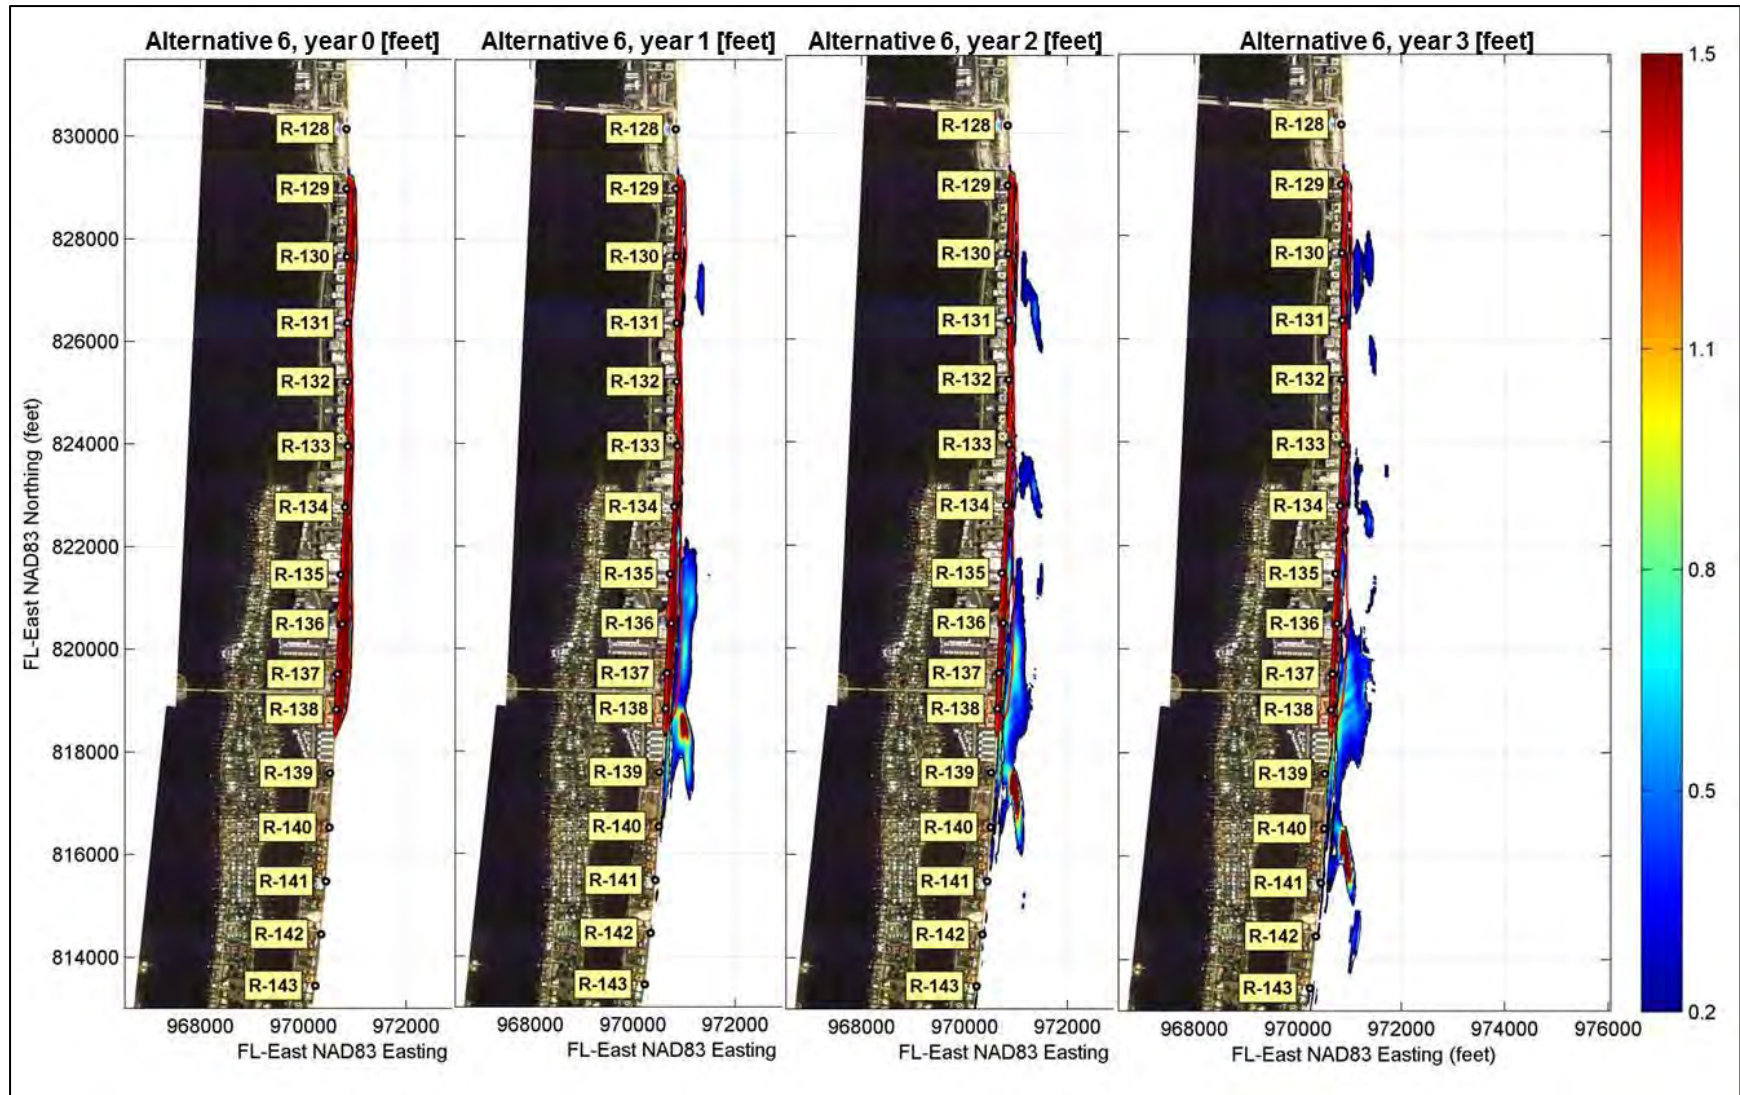 Alternative 6, year 0 [feet]
Alternative 6, year 1 [feet]
Alternative 6, year 2 [feet]
Alternative 6, year 3 [feet]
FL-East NAD83 Northing (feet)
830000
828000
826000
824000
822000
820000
818000
816000
814000
R-128
R-129
R-130
R-131
R-132
R-133
R-134
R-135
R-136
R-137
R-138
R-139
R-140
R-141
R-142
R-143
968000 970000 972000
FL-East NAD83 Easting
R-128
R-129
R-130
R-131
R-132
R-133
R-134
R-135
R-136
R-137
R-138
R-139
R-140
R-141
R-142
R-143
968000 970000 972000
FL-East NAD83 Easting
R-128
R-129
R-130
R-131
R-132
R-133
R-134
R-135
R-136
R-137
R-138
R-139
R-140
R-141
R-142
R-143
968000 970000 972000
FL-East NAD83 Easting
R-128
R-129
R-130
R-131
R-132
R-133
R-134
R-135
R-136
R-137
R-138
R-139
R-140
R-141
R-142
R-143
968000 970000 972000 974000 976000
FL-East NAD83 Easting (feet)
1.5
1.1
0.8
0.5
0.2